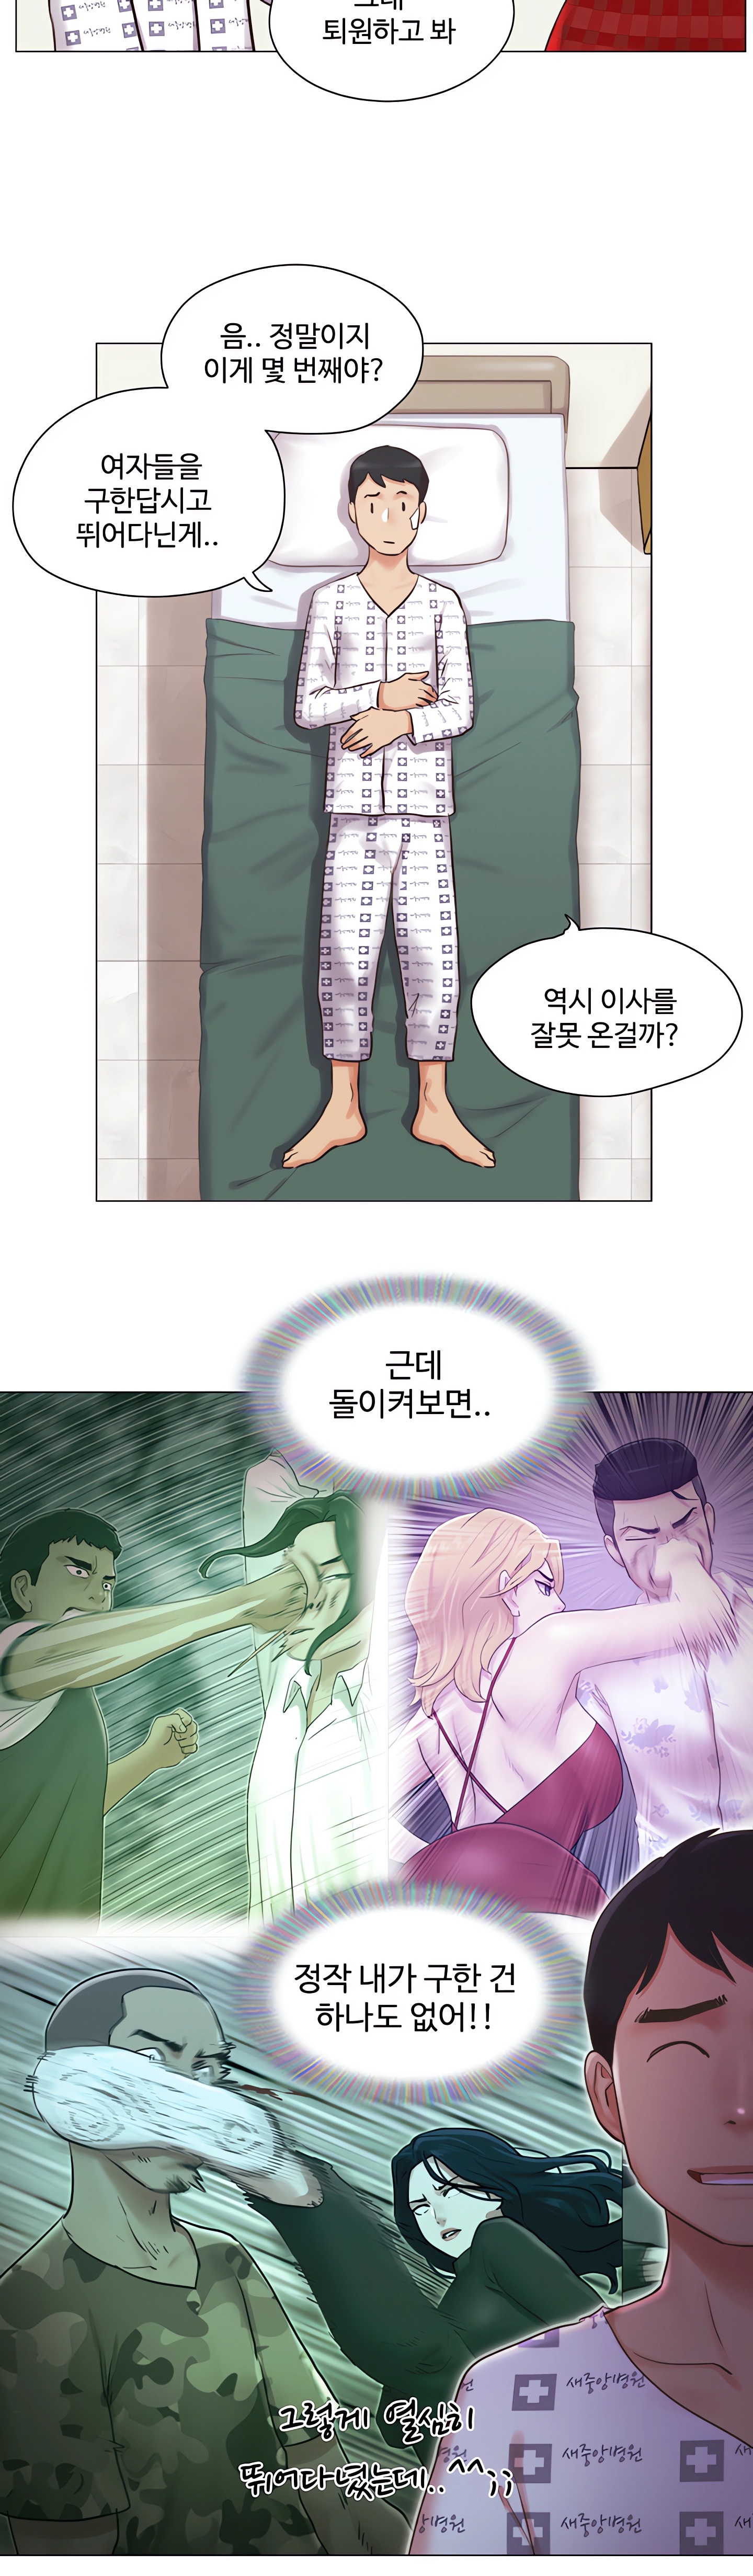 그래
퇴원하고 봐
음.. 정말이지
이게 몇 번째야?
여자들을
구한답시고
뛰어다닌게..
역시 이사를
잘못 온걸까?
근데
돌이켜보면..
정작 내가 구한 건
하나도 없어!!
그렇게 열심히
뛰어다녔는데..^^;;
새중앙병원
새중앙병원
새중앙병원